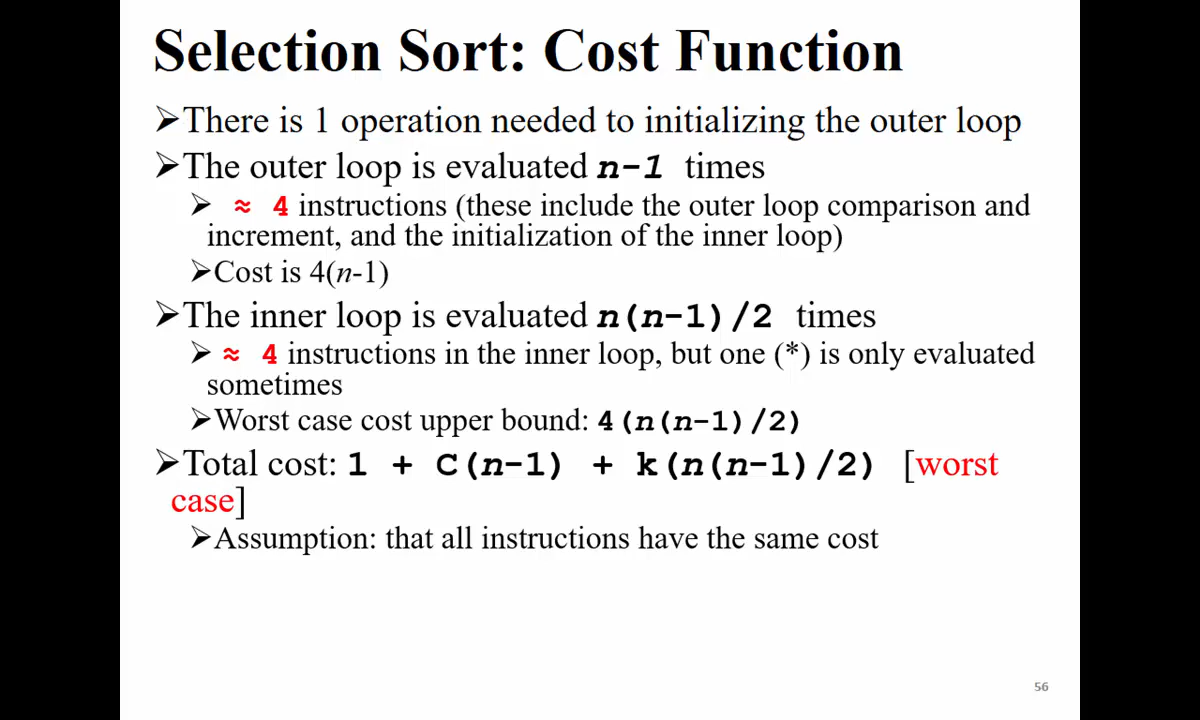 Selection Sort: Cost Function
➢There is 1 operation needed to initializing the outer loop
➢The outer loop is evaluated n-1 times
➢ ≈ 4 instructions (these include the outer loop comparison and
increment, and the initialization of the inner loop)
➢Cost is 4(n-1)
➢The inner loop is evaluated n(n-1)/2 times
➢ ≈ 4 instructions in the inner loop, but one (*) is only evaluated
sometimes
➢Worst case cost upper bound: 4(n(n-1)/2)
➢Total cost: 1 + C(n-1) + k(n(n-1)/2) [worst
case]
➢Assumption: that all instructions have the same cost
56